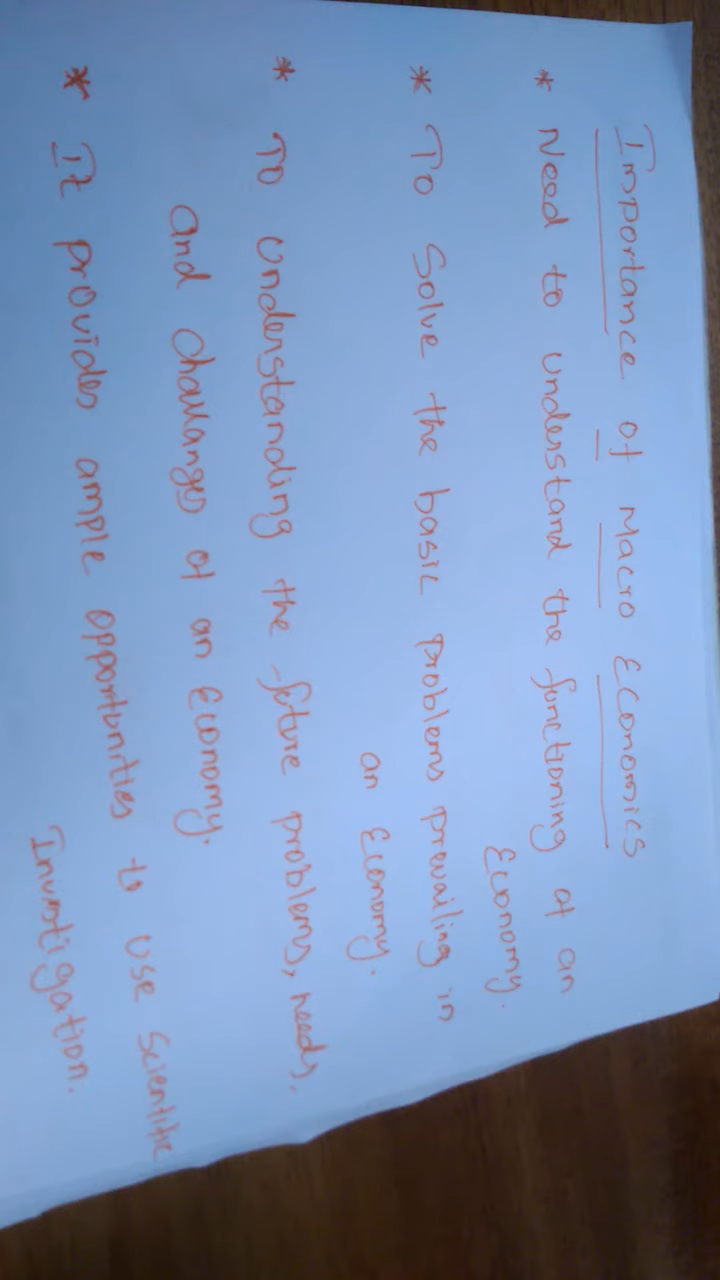 Importance of Macro Economics
* Need to understand the functioning of an
Economy.
* To Solve the basic problems prevailing in
an Economy.
* To understanding the future problems, needs,
and challanges of an Economy.
* It provides ample opportunities to use Scientific
Investigation.